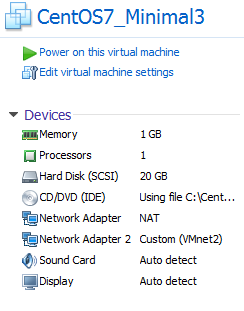 CentOS7_Minimal3
Power on this virtual machine
Edit virtual machine settings
Devices
Memory 1 GB
Processors 1
Hard Disk (SCSI) 20 GB
CD/DVD (IDE) Using file C:\Cent...
Network Adapter NAT
Network Adapter 2 Custom (VMnet2)
Sound Card Auto detect
Display Auto detect